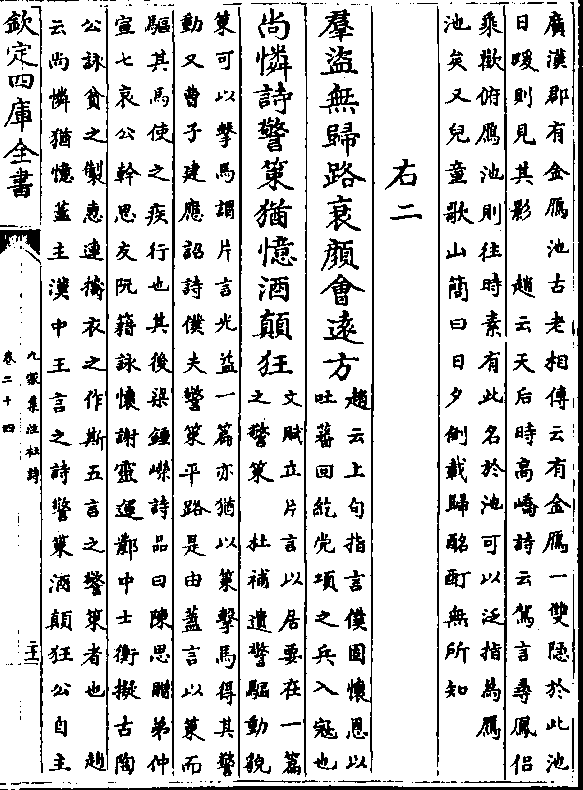 廣漢郡有金鴈池古老相傳云有金鴈一雙隱於此池
日暖則見其影　趙云天后時高嶠詩云駕言尋鳳侣
乘歡俯鴈池則往時素有此名於池可以泛指為鴈
池矣又兒童歌山簡曰日夕倒載歸酩酊無所知
右二
羣盜無歸路衰顔會遠方
趙云上句指言僕固懷恩以
吐蕃回紇党項之兵入冦也
尚憐詩警策猶憶酒顛狂
文賦立片言以居要在一篇
之警策　杜補遺警驅動貌
策可以擊馬謂片言光益一篇亦猶以策擊馬得其警
動又曹子建應詔詩僕夫警策平路是由蓋言以策而
驅其馬使之疾行也其後梁鍾嶸詩品曰陳思贈弟仲
宣七哀公幹思友阮籍詠懷謝靈運鄴中士衡擬古陶
公詠貧之製惠連擣衣之作斯五言之警策者也　趙
云尚憐猶憶蓋主漢中王言之詩警策酒顛狂公自主
欽定四庫全書
九家集注杜詩
卷二十四